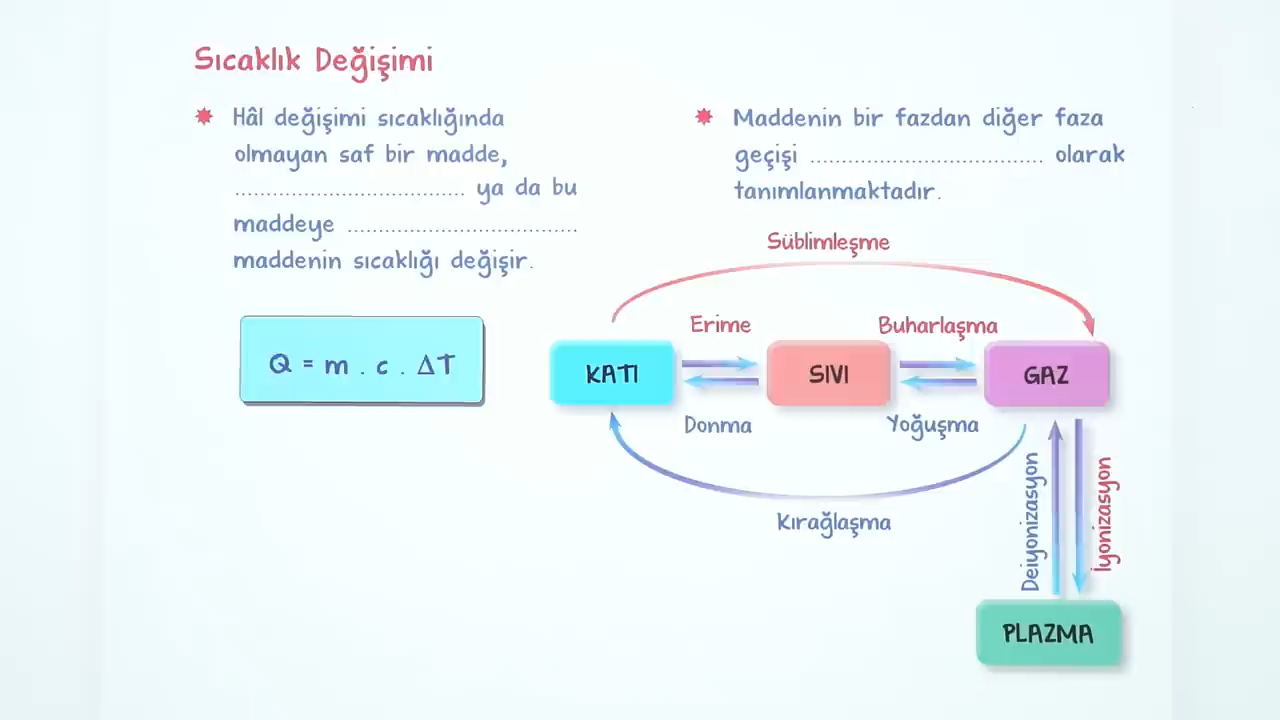 Sıcaklık Değişimi
Hâl değişimi sıcaklığında
olmayan saf bir madde,
..................................... ya da bu
maddeye .....................................
maddenin sıcaklığı değişir.
Q = m . c . ΔT
Maddenin bir fazdan diğer faza
geçişi ..................................... olarak
tanımlanmaktadır.
Süblimleşme
Erime
Buharlaşma
KATI
SIVI
GAZ
Donma
Yoğuşma
Kırağlaşma
Deiyonizasyon
İyonizasyon
PLAZMA